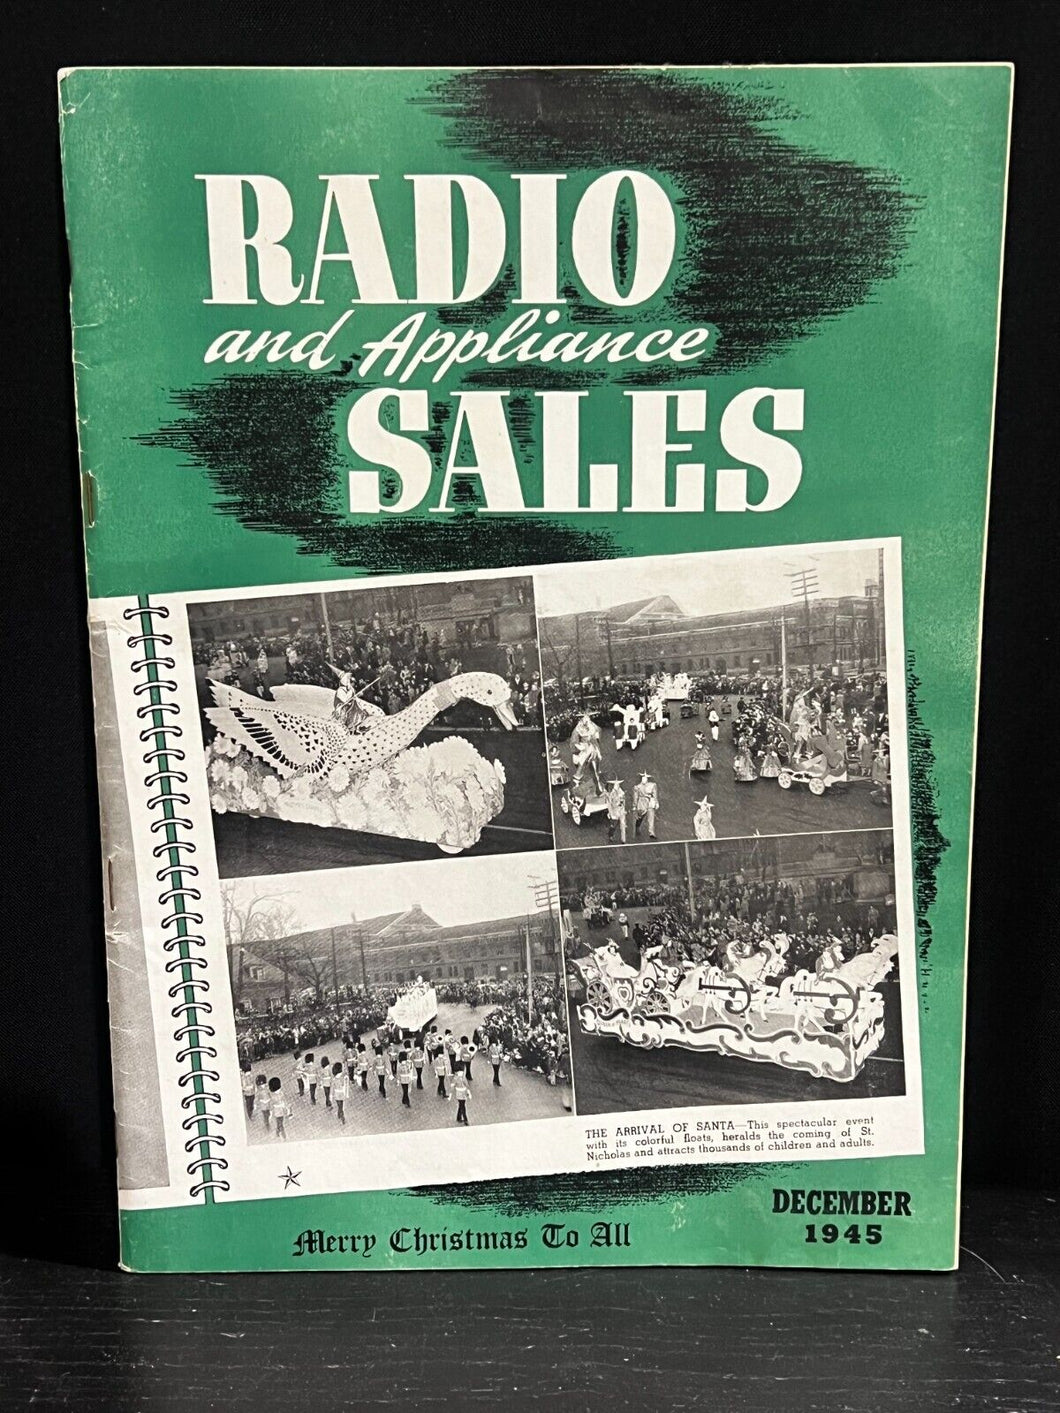 RADIO
and Appliance
SALES
THE ARRIVAL OF SANTA—This spectacular event
with its colorful floats, heralds the coming of St.
Nicholas and attracts thousands of children and adults.
DECEMBER
1945
Merry Christmas To All